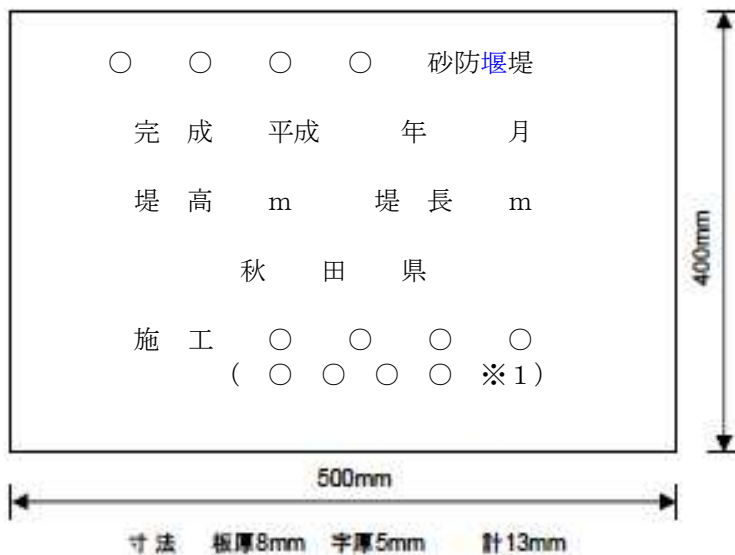 ○ ○ ○ ○ 砂防堰堤
完 成 平成 年 月
堤 高 m 堤 長 m
秋 田 県
施 工 ○ ○ ○ ○
( ○ ○ ○ ○ ※1)
400mm
500mm
寸 法 板厚8mm 字厚5mm 計13mm